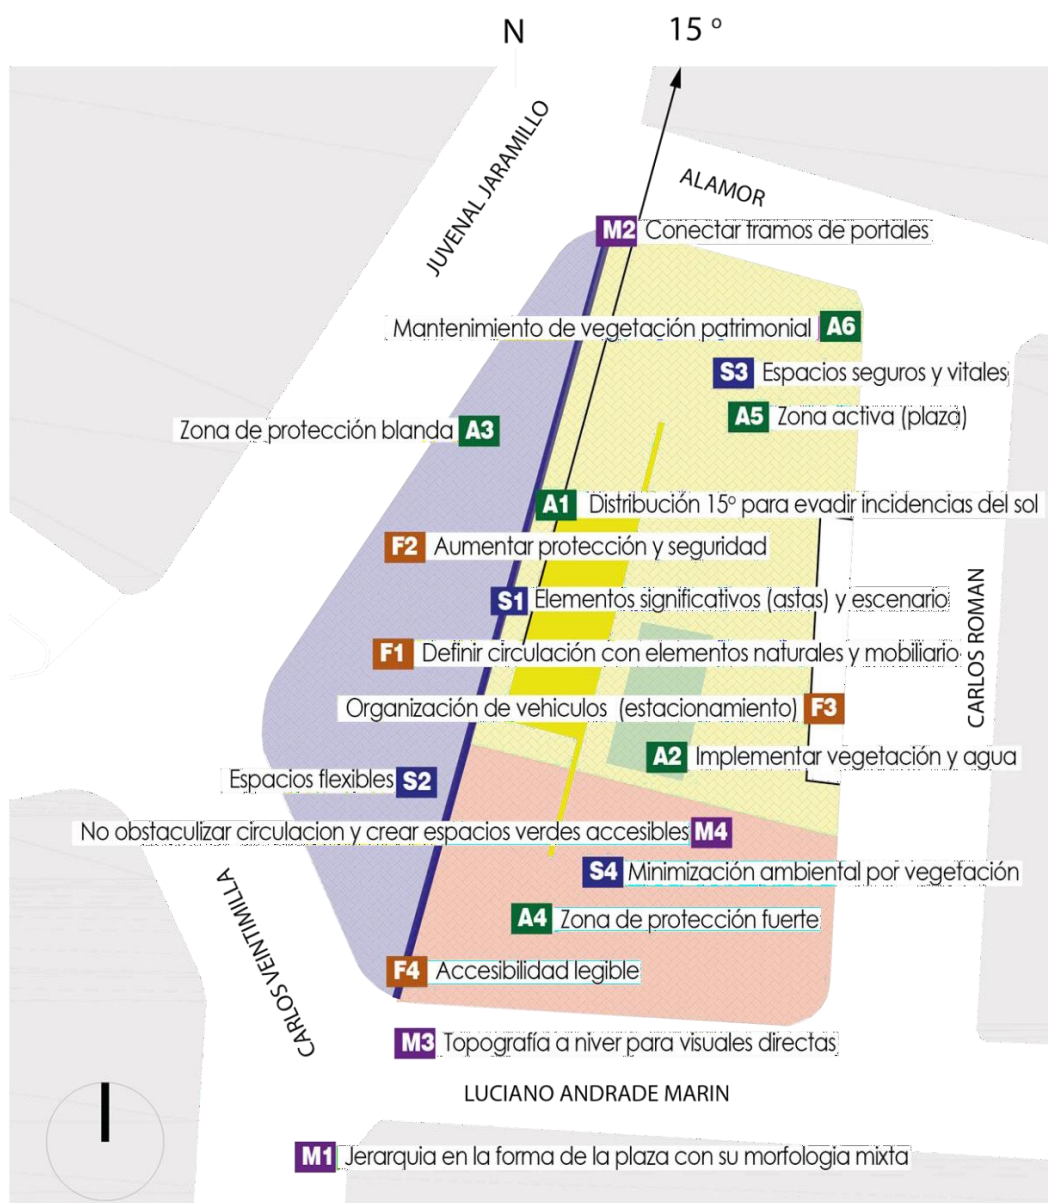 N
15 º
JUVENAL JARAMILLO
ALAMOR
M2 Conectar tramos de portales
Mantenimiento de vegetación patrimonial A6
S3 Espacios seguros y vitales
A5 Zona activa (plaza)
Zona de protección blanda A3
A1 Distribución 15º para evadir incidencias del sol
F2 Aumentar protección y seguridad
S1 Elementos significativos (astas) y escenario
F1 Definir circulación con elementos naturales y mobiliario
CARLOS ROMAN
Organización de vehiculos (estacionamiento) F3
A2 Implementar vegetación y agua
Espacios flexibles S2
No obstaculizar circulacion y crear espacios verdes accesibles M4
S4 Minimización ambiental por vegetación
A4 Zona de protección fuerte
CARLOS VEINTIMILLA
F4 Accesibilidad legible
M3 Topografía a niver para visuales directas
LUCIANO ANDRADE MARIN
M1 Jerarquia en la forma de la plaza con su morfologia mixta